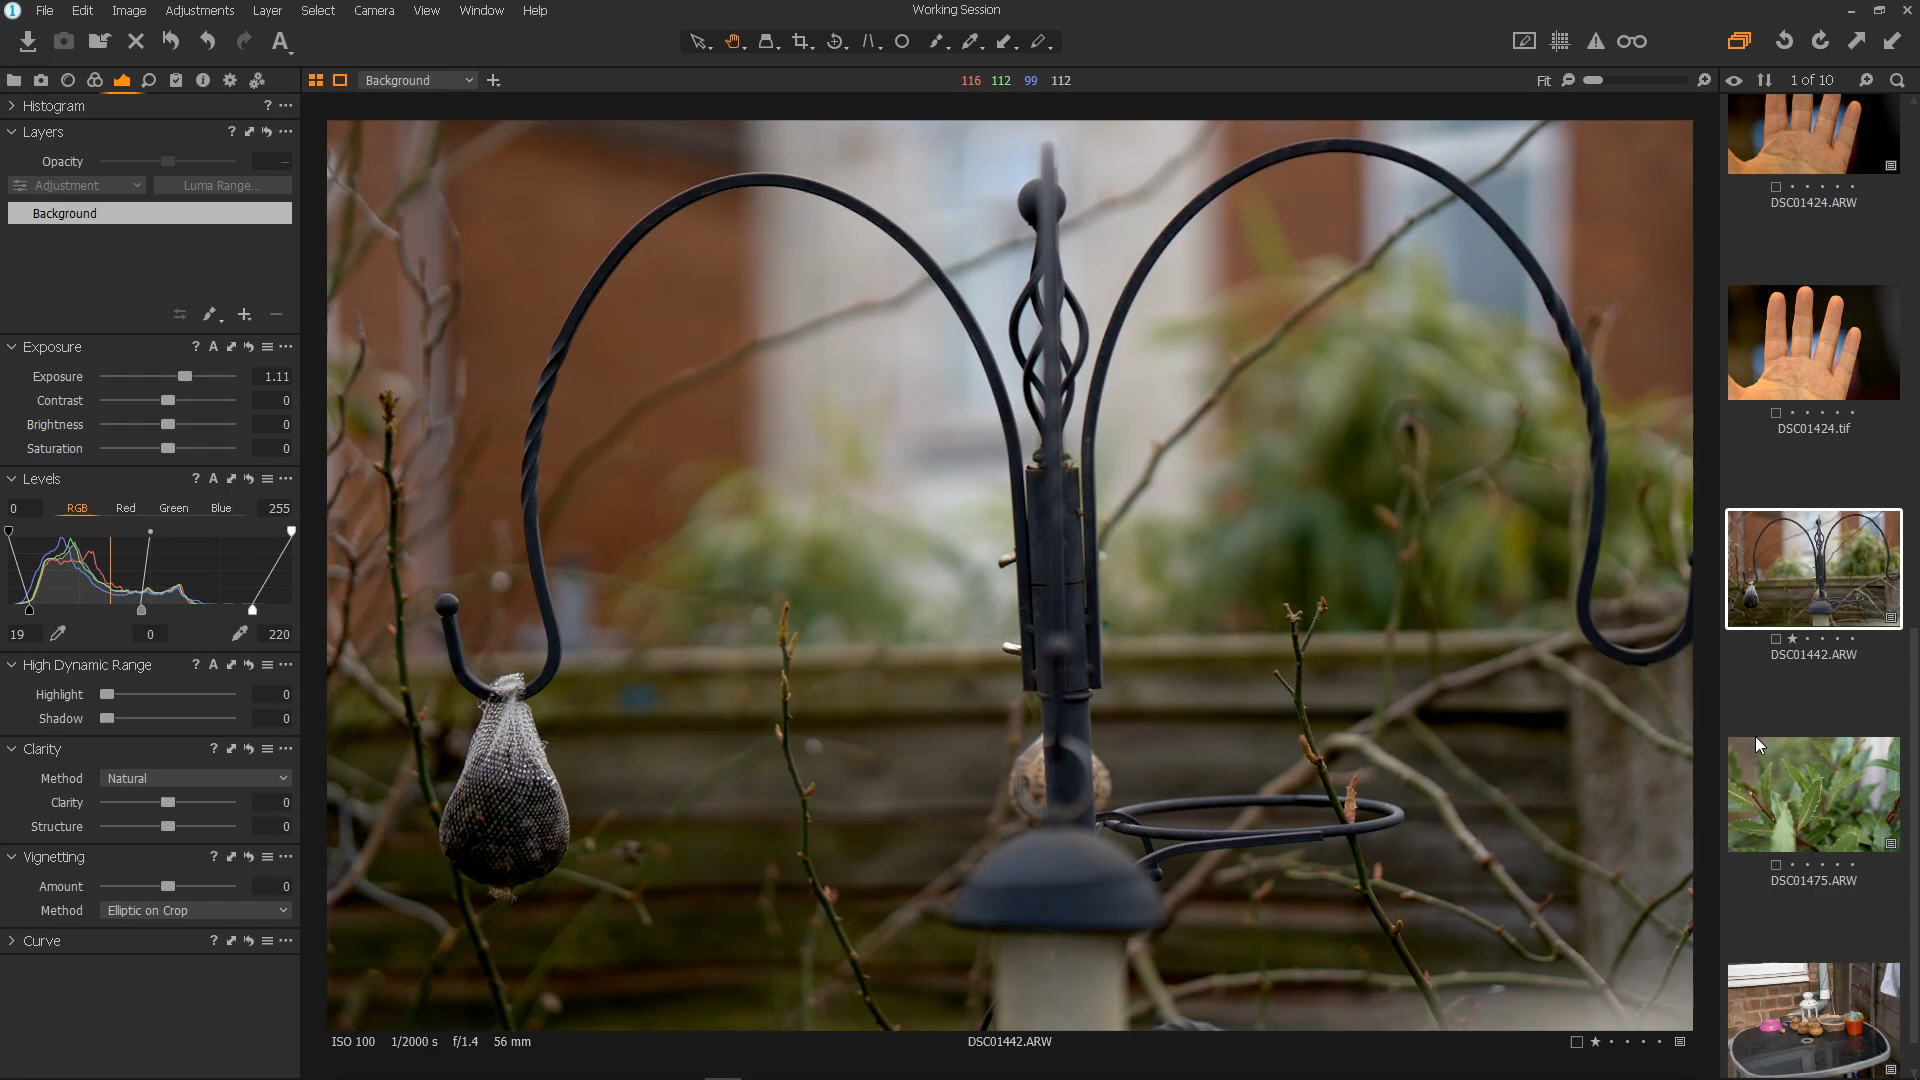 1 File Edit Image Adjustments Layer Select Camera View Window Help
Working Session
A
Background
116 112 99 112
Fit
1 of 10
Histogram ?
Layers ?
Opacity
Adjustment Luma Range...
Background
Exposure ? A
Exposure 1.11
Contrast 0
Brightness 0
Saturation 0
Levels ? A
0 RGB Red Green Blue 255
19 0 220
High Dynamic Range ? A
Highlight 0
Shadow 0
Clarity ?
Method Natural
Clarity 0
Structure 0
Vignetting ?
Amount 0
Method Elliptic on Crop
Curve ?
ISO 100 1/2000 s f/1.4 56 mm
DSC01442.ARW
DSC01424.ARW
DSC01424.tif
DSC01442.ARW
DSC01475.ARW